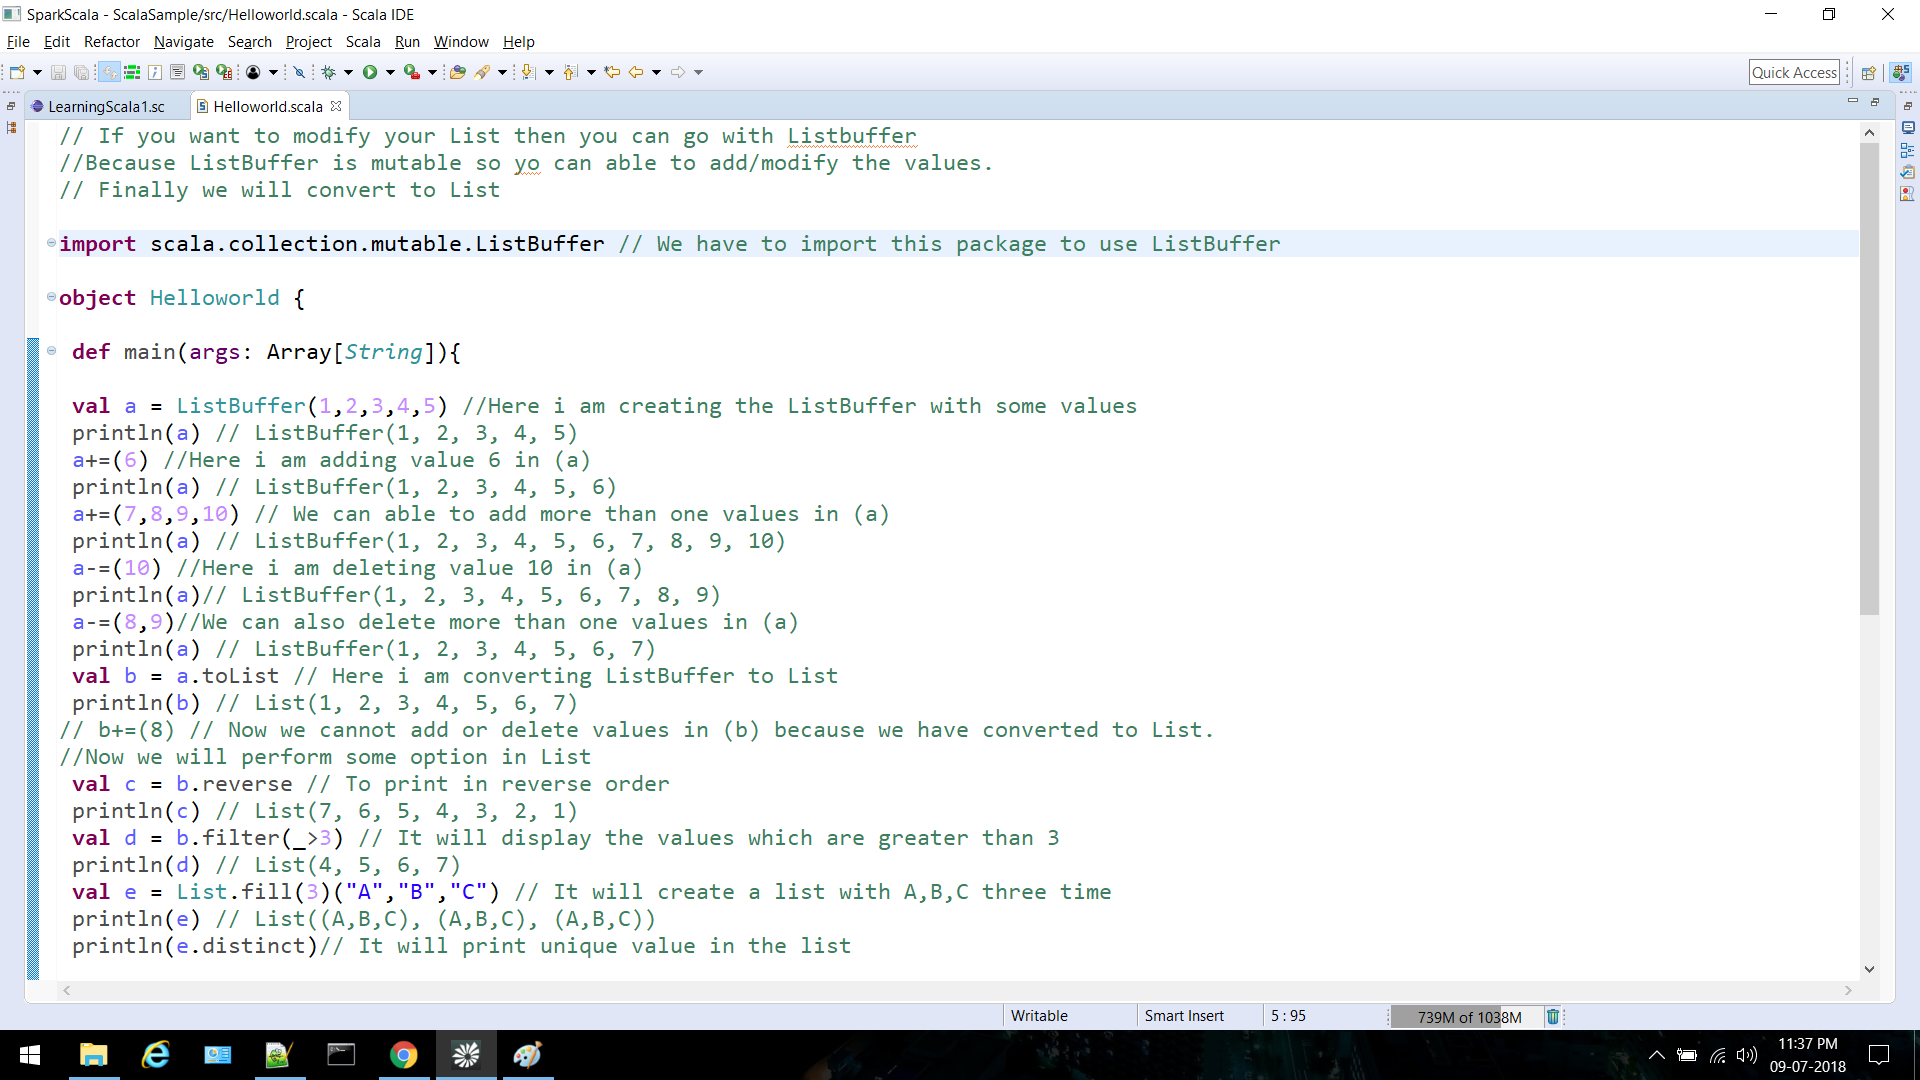 SparkScala - ScalaSample/src/Helloworld.scala - Scala IDE
File Edit Refactor Navigate Search Project Scala Run Window Help
Quick Access
LearningScala1.sc Helloworld.scala
// If you want to modify your List then you can go with Listbuffer
//Because ListBuffer is mutable so yo can able to add/modify the values.
// Finally we will convert to List
import scala.collection.mutable.ListBuffer // We have to import this package to use ListBuffer
object Helloworld {
def main(args: Array[String]){
val a = ListBuffer(1,2,3,4,5) //Here i am creating the ListBuffer with some values
println(a) // ListBuffer(1, 2, 3, 4, 5)
a+=(6) //Here i am adding value 6 in (a)
println(a) // ListBuffer(1, 2, 3, 4, 5, 6)
a+=(7,8,9,10) // We can able to add more than one values in (a)
println(a) // ListBuffer(1, 2, 3, 4, 5, 6, 7, 8, 9, 10)
a-=(10) //Here i am deleting value 10 in (a)
println(a)// ListBuffer(1, 2, 3, 4, 5, 6, 7, 8, 9)
a-=(8,9)//We can also delete more than one values in (a)
println(a) // ListBuffer(1, 2, 3, 4, 5, 6, 7)
val b = a.toList // Here i am converting ListBuffer to List
println(b) // List(1, 2, 3, 4, 5, 6, 7)
// b+=(8) // Now we cannot add or delete values in (b) because we have converted to List.
//Now we will perform some option in List
val c = b.reverse // To print in reverse order
println(c) // List(7, 6, 5, 4, 3, 2, 1)
val d = b.filter(_>3) // It will display the values which are greater than 3
println(d) // List(4, 5, 6, 7)
val e = List.fill(3)("A","B","C") // It will create a list with A,B,C three time
println(e) // List((A,B,C), (A,B,C), (A,B,C))
println(e.distinct)// It will print unique value in the list
Writable Smart Insert 5 : 95 739M of 1038M
11:37 PM
09-07-2018